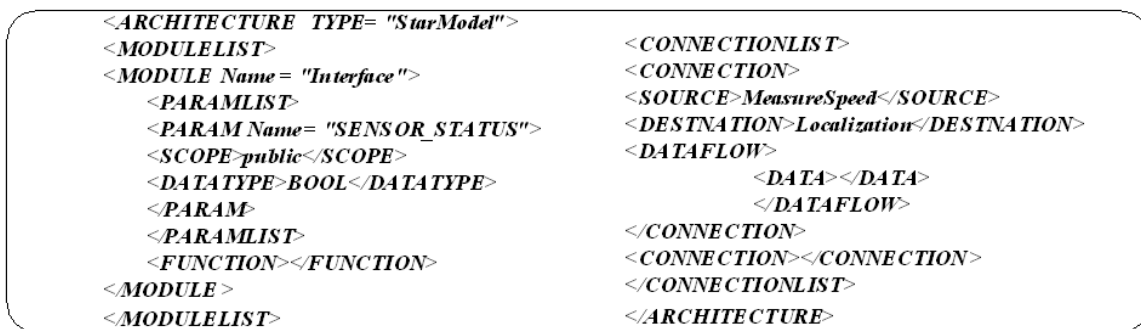 <ARCHITECTURE TYPE= "StarModel">
<MODULELIST>
<MODULE Name = "Interface">
<PARAMLIST>
<PARAM Name= "SENSOR_STATUS">
<SCOPE>public</SCOPE>
<DATATYPE>BOOL</DATATYPE>
</PARAM>
</PARAMLIST>
<FUNCTION></FUNCTION>
</MODULE >
</MODULELIST>
<CONNECTIONLIST>
<CONNECTION>
<SOURCE>MeasureSpeed</SOURCE>
<DESTNATION>Localization</DESTNATION>
<DATAFLOW>
<DATA></DATA>
</DATAFLOW>
</CONNECTION>
<CONNECTION></CONNECTION>
</CONNECTIONLIST>
</ARCHITECTURE>